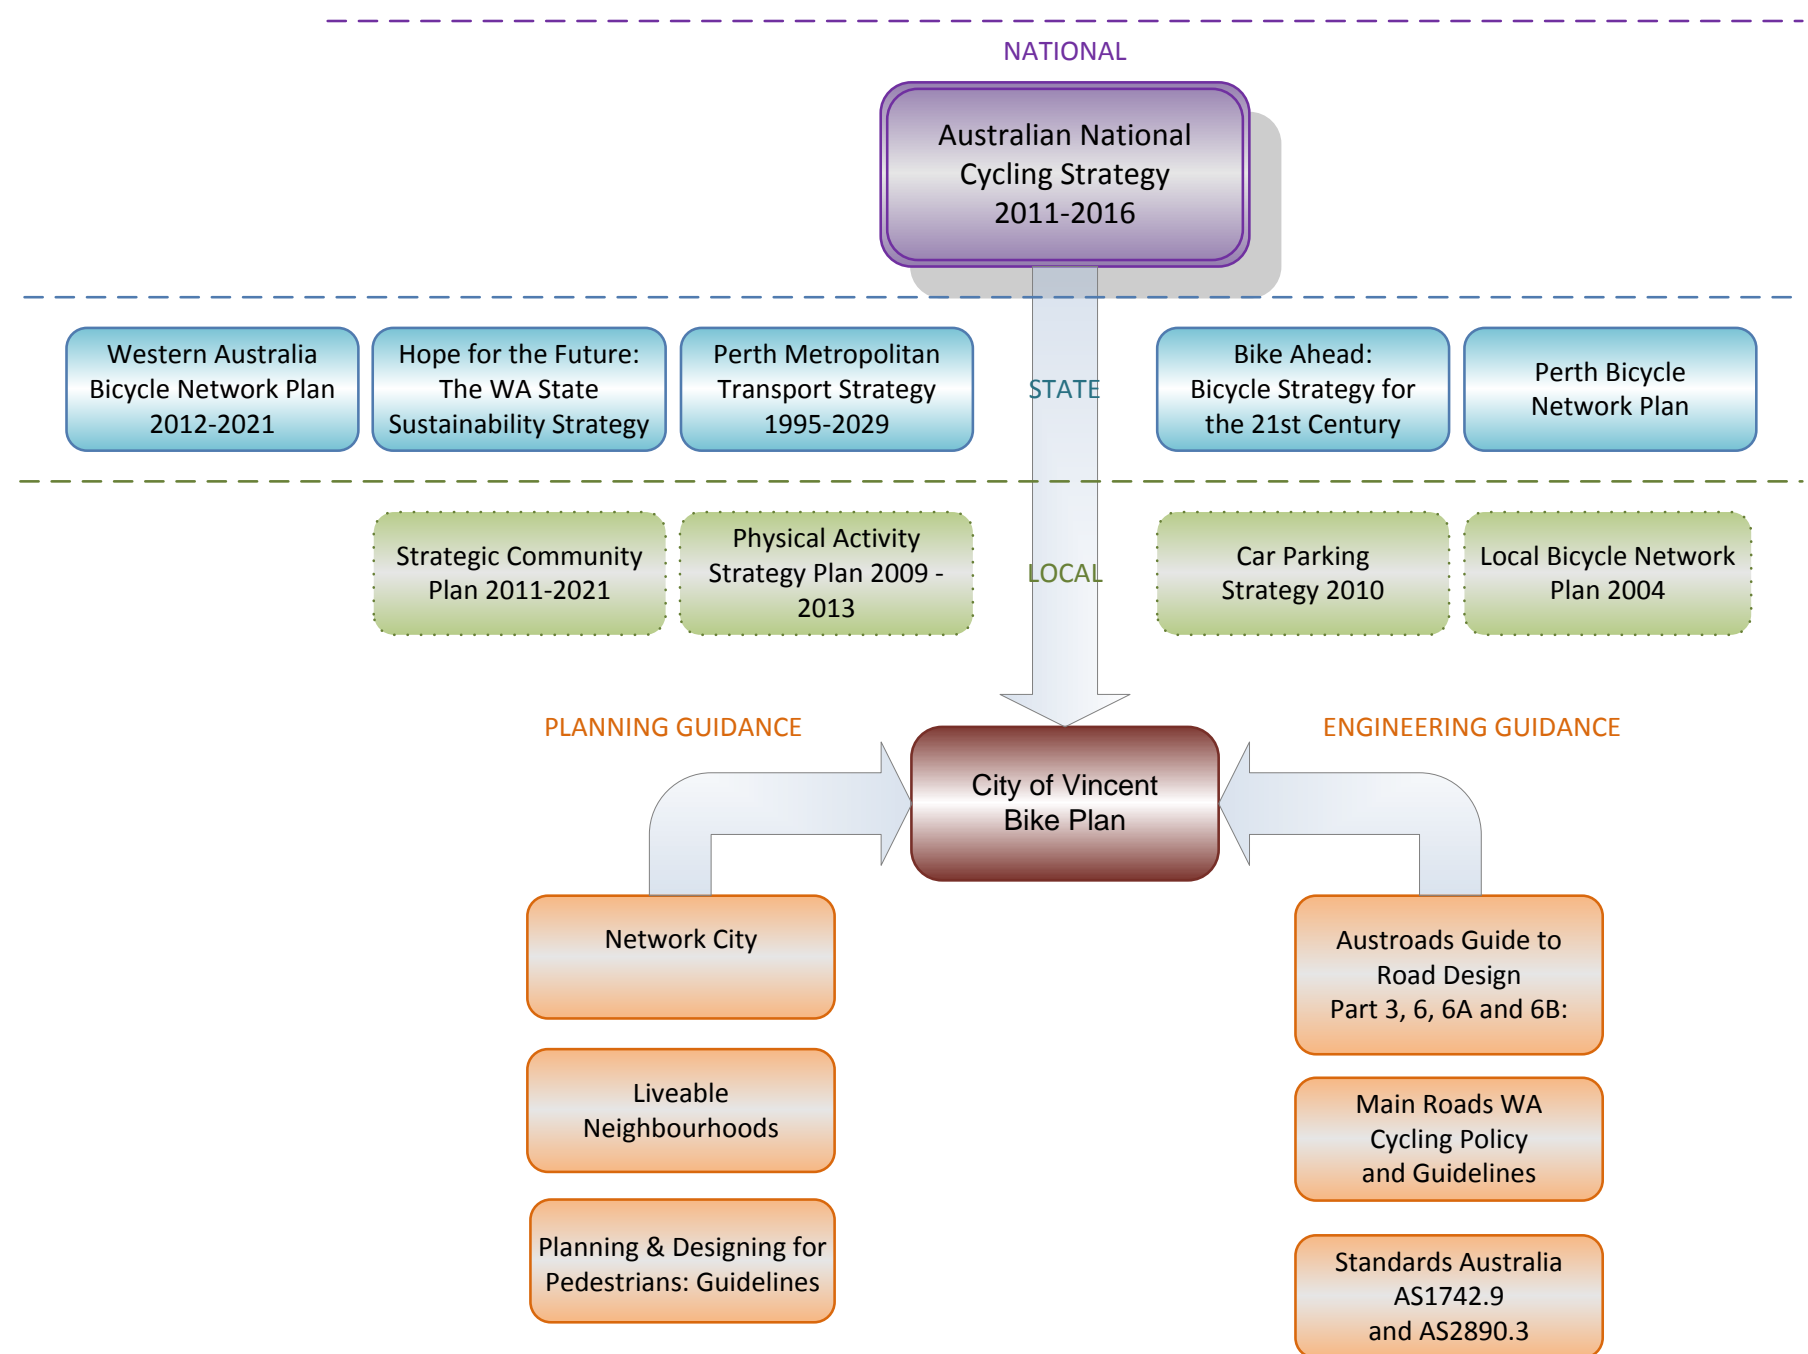 NATIONAL
Australian National
Cycling Strategy
2011-2016
Western Australia
Bicycle Network Plan
2012-2021
Hope for the Future:
The WA State
Sustainability Strategy
Perth Metropolitan
Transport Strategy
1995-2029
STATE
Bike Ahead:
Bicycle Strategy for
the 21st Century
Perth Bicycle
Network Plan
Strategic Community
Plan 2011-2021
Physical Activity
Strategy Plan 2009 -
2013
LOCAL
Car Parking
Strategy 2010
Local Bicycle Network
Plan 2004
PLANNING GUIDANCE
ENGINEERING GUIDANCE
City of Vincent
Bike Plan
Network City
Liveable
Neighbourhoods
Planning & Designing for
Pedestrians: Guidelines
Austroads Guide to
Road Design
Part 3, 6, 6A and 6B:
Main Roads WA
Cycling Policy
and Guidelines
Standards Australia
AS1742.9
and AS2890.3